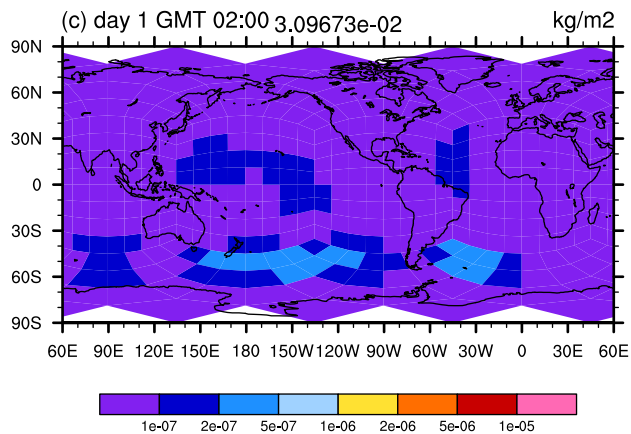 (c) day 1 GMT 02:00 3.09673e-02 kg/m2
90N
60N
30N
0
30S
60S
90S
60E 90E 120E 150E 180 150W 120W 90W 60W 30W 0 30E 60E
1e-07 2e-07 5e-07 1e-06 2e-06 5e-06 1e-05